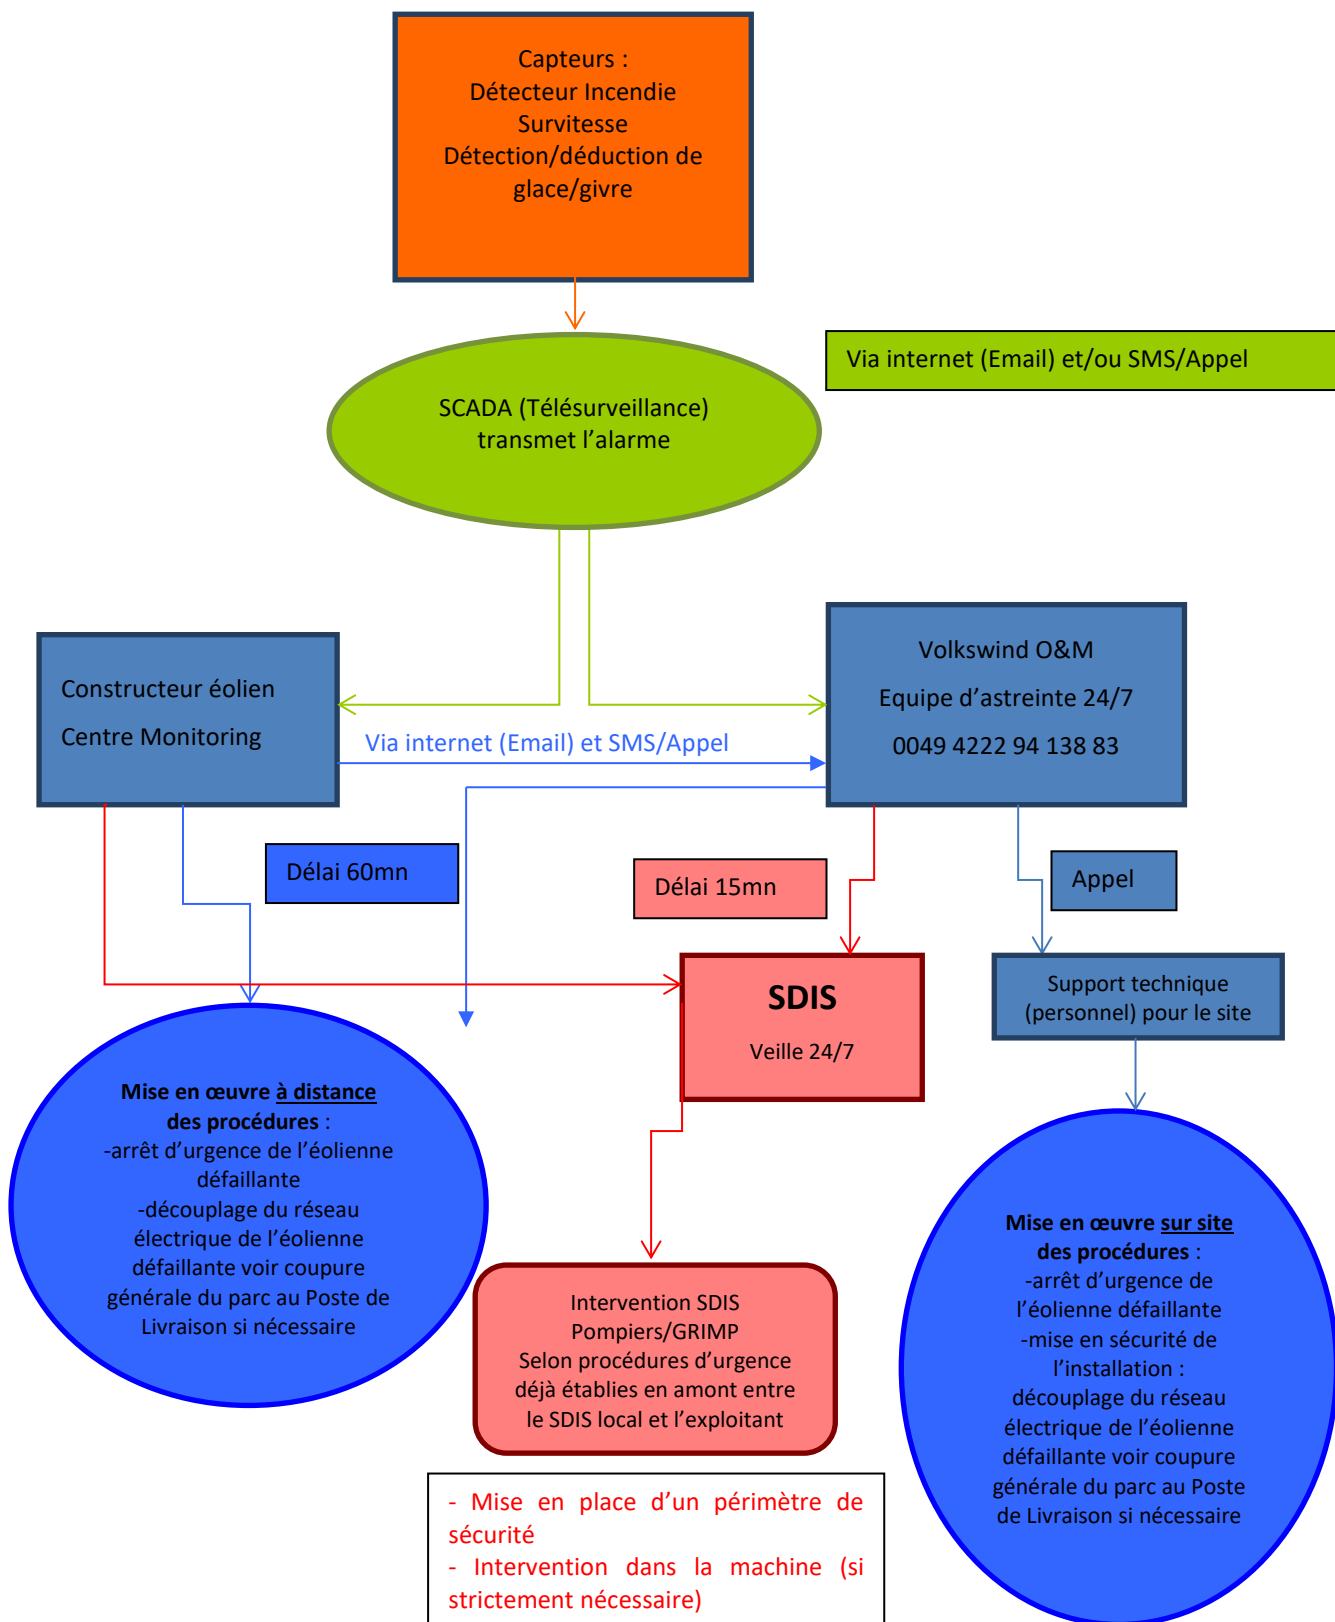 Capteurs :
Détecteur Incendie
Survitesse
Détection/déduction de
glace/givre
Via internet (Email) et/ou SMS/Appel
SCADA (Télésurveillance)
transmet l’alarme
Constructeur éolien
Centre Monitoring
Via internet (Email) et SMS/Appel
Volkswind O&M
Equipe d’astreinte 24/7
0049 4222 94 138 83
Délai 60mn
Délai 15mn
Appel
SDIS
Veille 24/7
Support technique
(personnel) pour le site
Mise en œuvre à distance
des procédures :
-arrêt d’urgence de l’éolienne
défaillante
-découplage du réseau
électrique de l’éolienne
défaillante voir coupure
générale du parc au Poste de
Livraison si nécessaire
Intervention SDIS
Pompiers/GRIMP
Selon procédures d’urgence
déjà établies en amont entre
le SDIS local et l’exploitant
Mise en œuvre sur site
des procédures :
-arrêt d’urgence de
l’éolienne défaillante
-mise en sécurité de
l’installation :
découplage du réseau
électrique de l’éolienne
défaillante voir coupure
générale du parc au Poste
de Livraison si nécessaire
- Mise en place d’un périmètre de
sécurité
- Intervention dans la machine (si
strictement nécessaire)